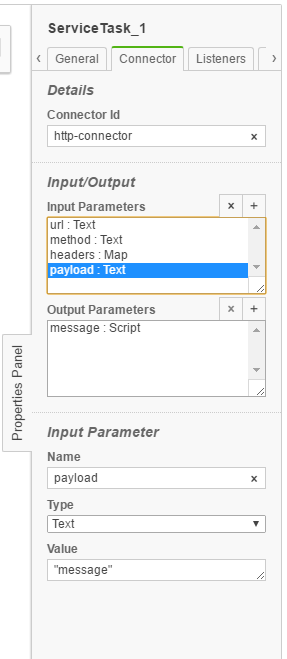 ServiceTask_1
General Connector Listeners
Details
Connector Id
http-connector
Input/Output
Input Parameters
url : Text
method : Text
headers : Map
payload : Text
Output Parameters
message : Script
Properties Panel
Input Parameter
Name
payload
Type
Text
Value
"message"